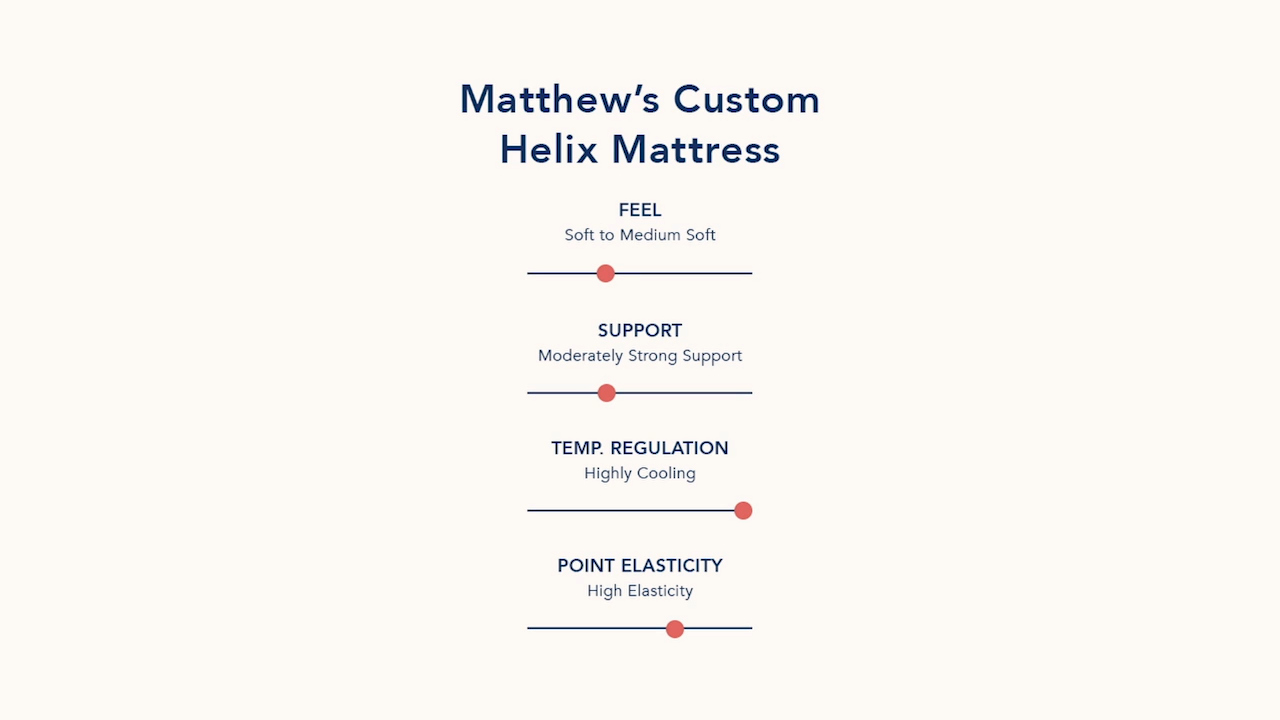 Matthew’s Custom
Helix Mattress
FEEL
Soft to Medium Soft
SUPPORT
Moderately Strong Support
TEMP. REGULATION
Highly Cooling
POINT ELASTICITY
High Elasticity